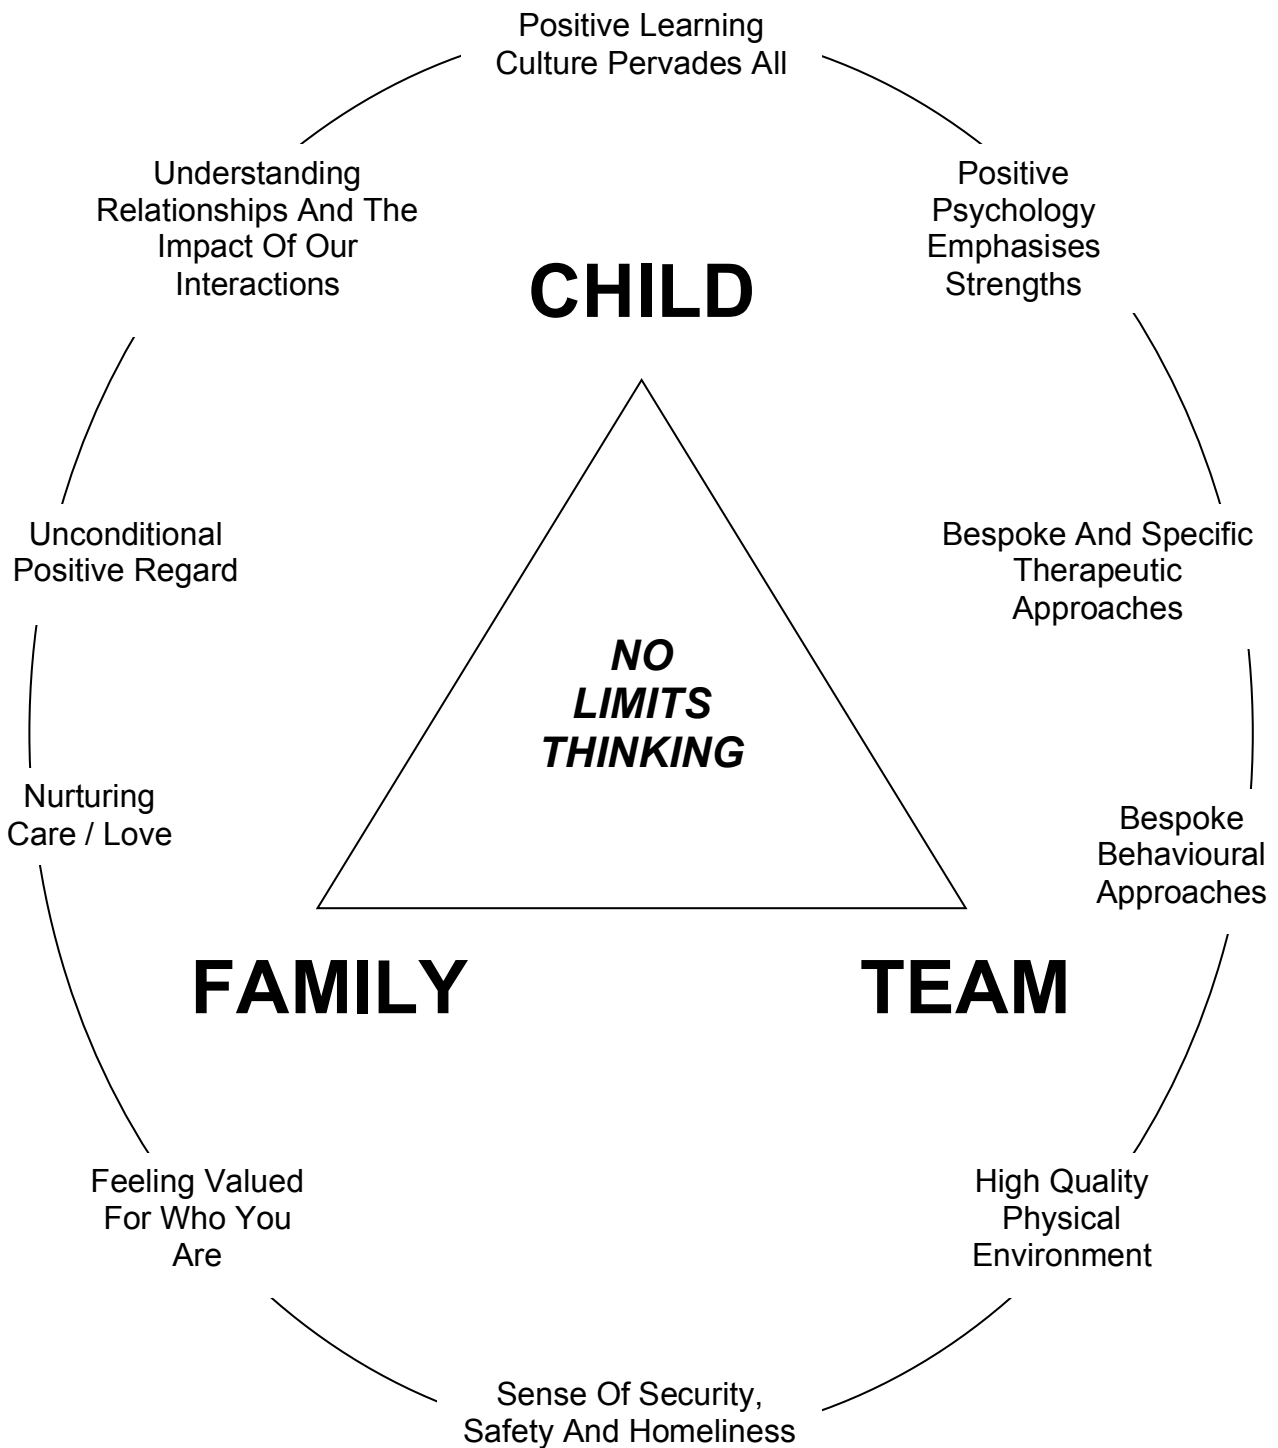 Positive Learning
Culture Pervades All
Understanding
Relationships And The
Impact Of Our
Interactions
Positive
Psychology
Emphasises
Strengths
CHILD
Unconditional
Positive Regard
Bespoke And Specific
Therapeutic
Approaches
NO
LIMITS
THINKING
Nurturing
Care / Love
Bespoke
Behavioural
Approaches
FAMILY
TEAM
Feeling Valued
For Who You
Are
High Quality
Physical
Environment
Sense Of Security,
Safety And Homeliness